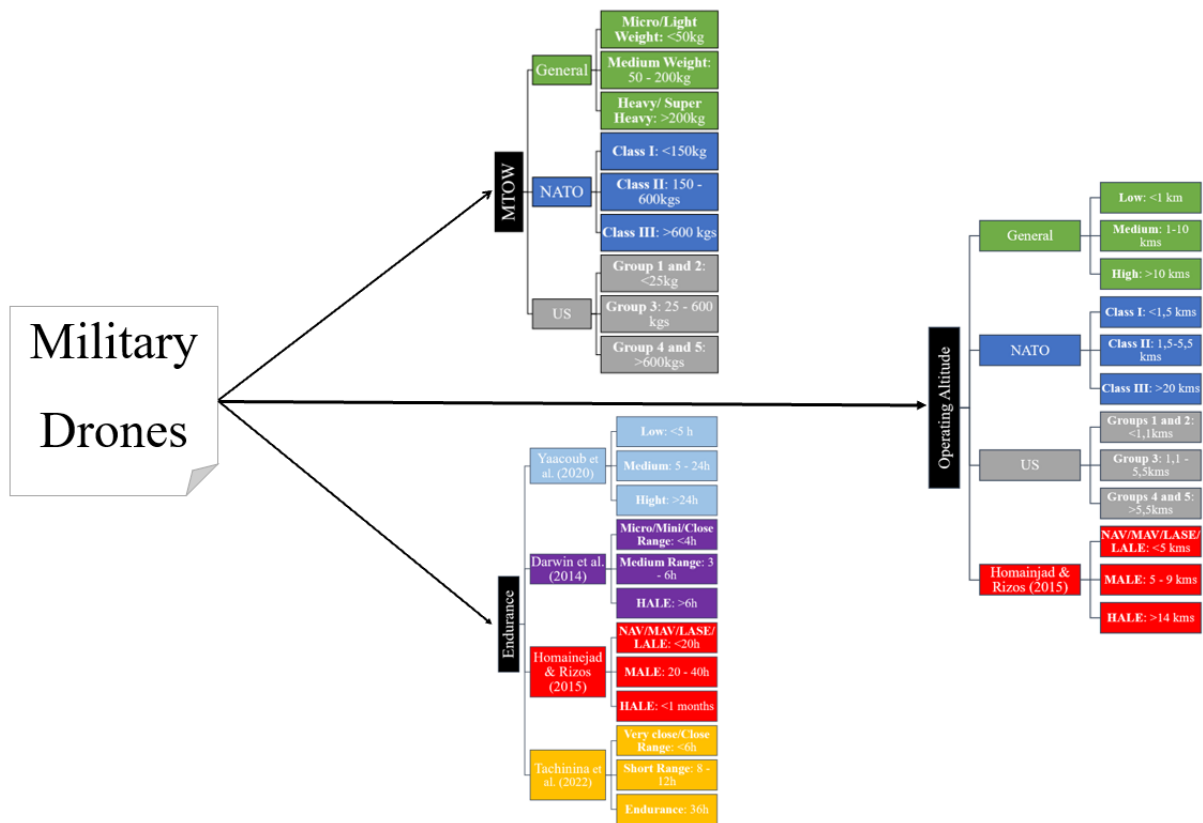 Military
Drones
MTOW
General
Micro/Light
Weight: <50kg
Medium Weight:
50 - 200kg
Heavy/ Super
Heavy: >200kg
NATO
Class I: <150kg
Class II: 150 -
600kgs
Class III: >600 kgs
US
Group 1 and 2:
<25kg
Group 3: 25 - 600
kgs
Group 4 and 5:
>600kgs
Operating Altitude
General
Low: <1 km
Medium: 1-10
kms
High: >10 kms
NATO
Class I: <1,5 kms
Class II: 1,5-5,5
kms
Class III: >20 kms
US
Groups 1 and 2:
<1,1kms
Group 3: 1,1 -
5,5kms
Groups 4 and 5:
>5,5kms
Homainjad &
Rizos (2015)
NAV/MAV/LASE/
LALE: <5 kms
MALE: 5 - 9 kms
HALE: >14 kms
Endurance
Yaacoub et
al. (2020)
Low: <5 h
Medium: 5 - 24h
Hight: >24h
Darwin et al.
(2014)
Micro/Mini/Close
Range: <4h
Medium Range: 3
- 6h
HALE: >6h
Homainejad
& Rizos
(2015)
NAV/MAV/LASE/
LALE: <20h
MALE: 20 - 40h
HALE: <1 months
Tachinina et
al. (2022)
Very close/Close
Range: <6h
Short Range: 8 -
12h
Endurance: 36h